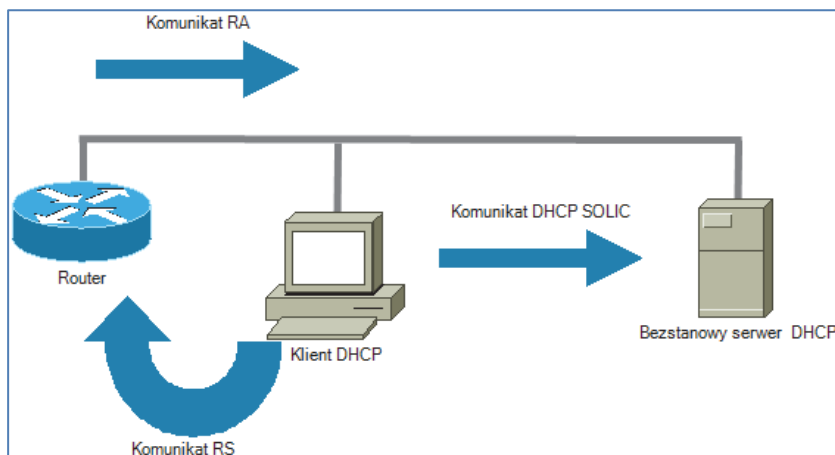 Komunikat RA
Komunikat DHCP SOLIC
Router
Klient DHCP
Bezstanowy serwer DHCP
Komunikat RS